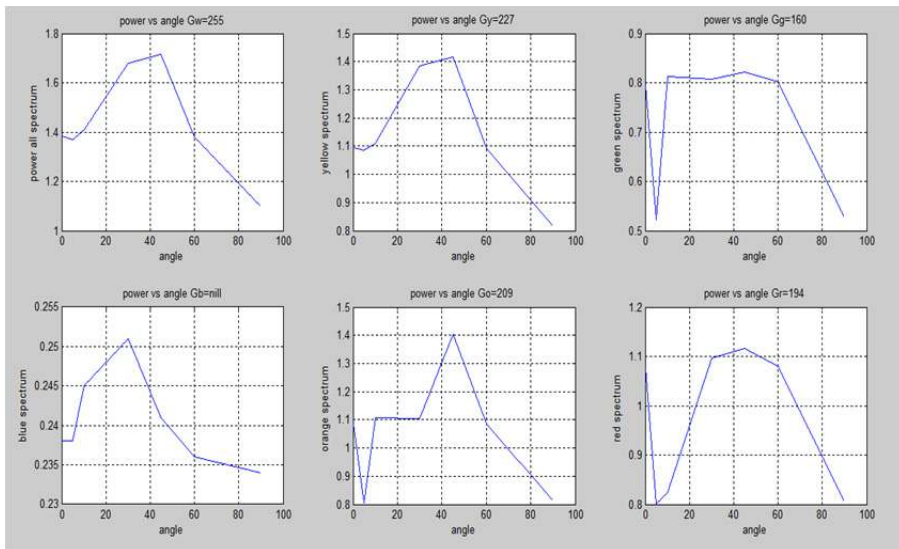 power vs angle Gw=255
power all spectrum
1.8
1.6
1.4
1.2
1
0 20 40 60 80 100
angle
power vs angle Gy=227
yellow spectrum
1.5
1.4
1.3
1.2
1.1
1
0.9
0.8
0 20 40 60 80 100
angle
power vs angle Gg=160
green spectrum
0.9
0.8
0.7
0.6
0.5
0 20 40 60 80 100
angle
power vs angle Gb=nill
blue spectrum
0.255
0.25
0.245
0.24
0.235
0.23
0 20 40 60 80 100
angle
power vs angle Go=209
orange spectrum
1.5
1.4
1.3
1.2
1.1
1
0.9
0.8
0 20 40 60 80 100
angle
power vs angle Gr=194
red spectrum
1.2
1.1
1
0.9
0.8
0 20 40 60 80 100
angle